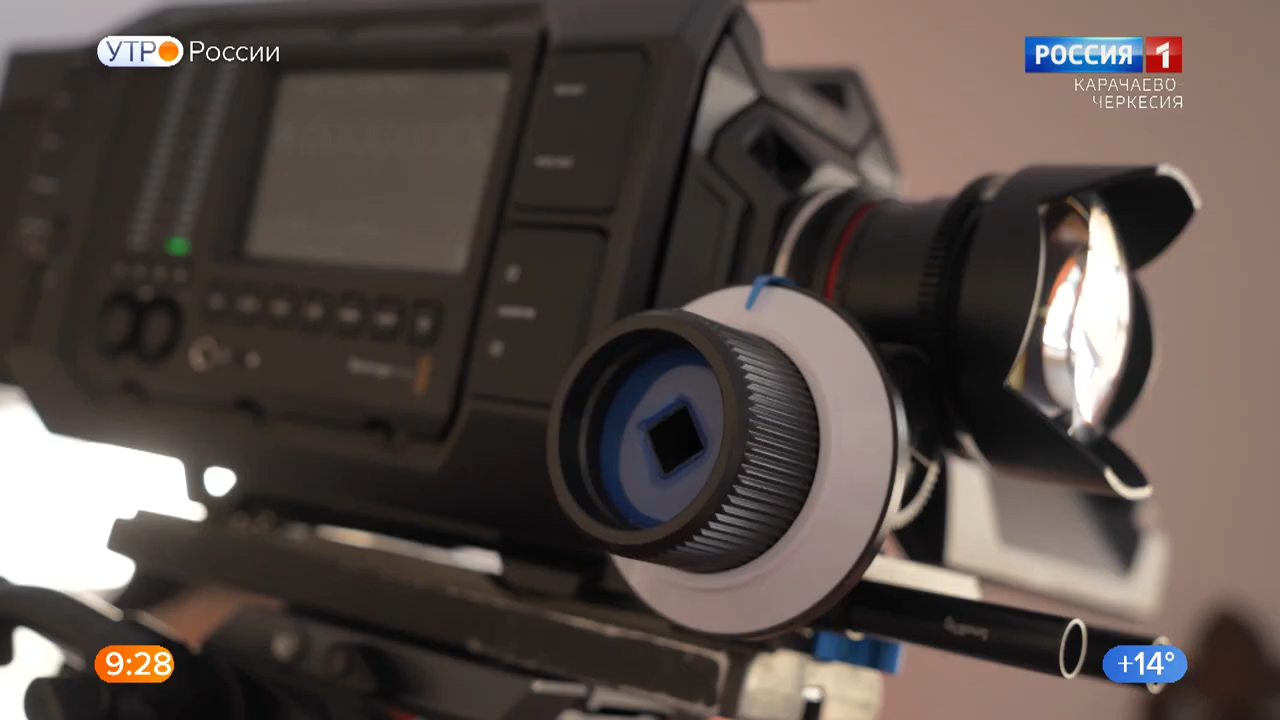 УТРО России
РОССИЯ 1
КАРАЧАЕВО-
ЧЕРКЕСИЯ
9:28
+14°